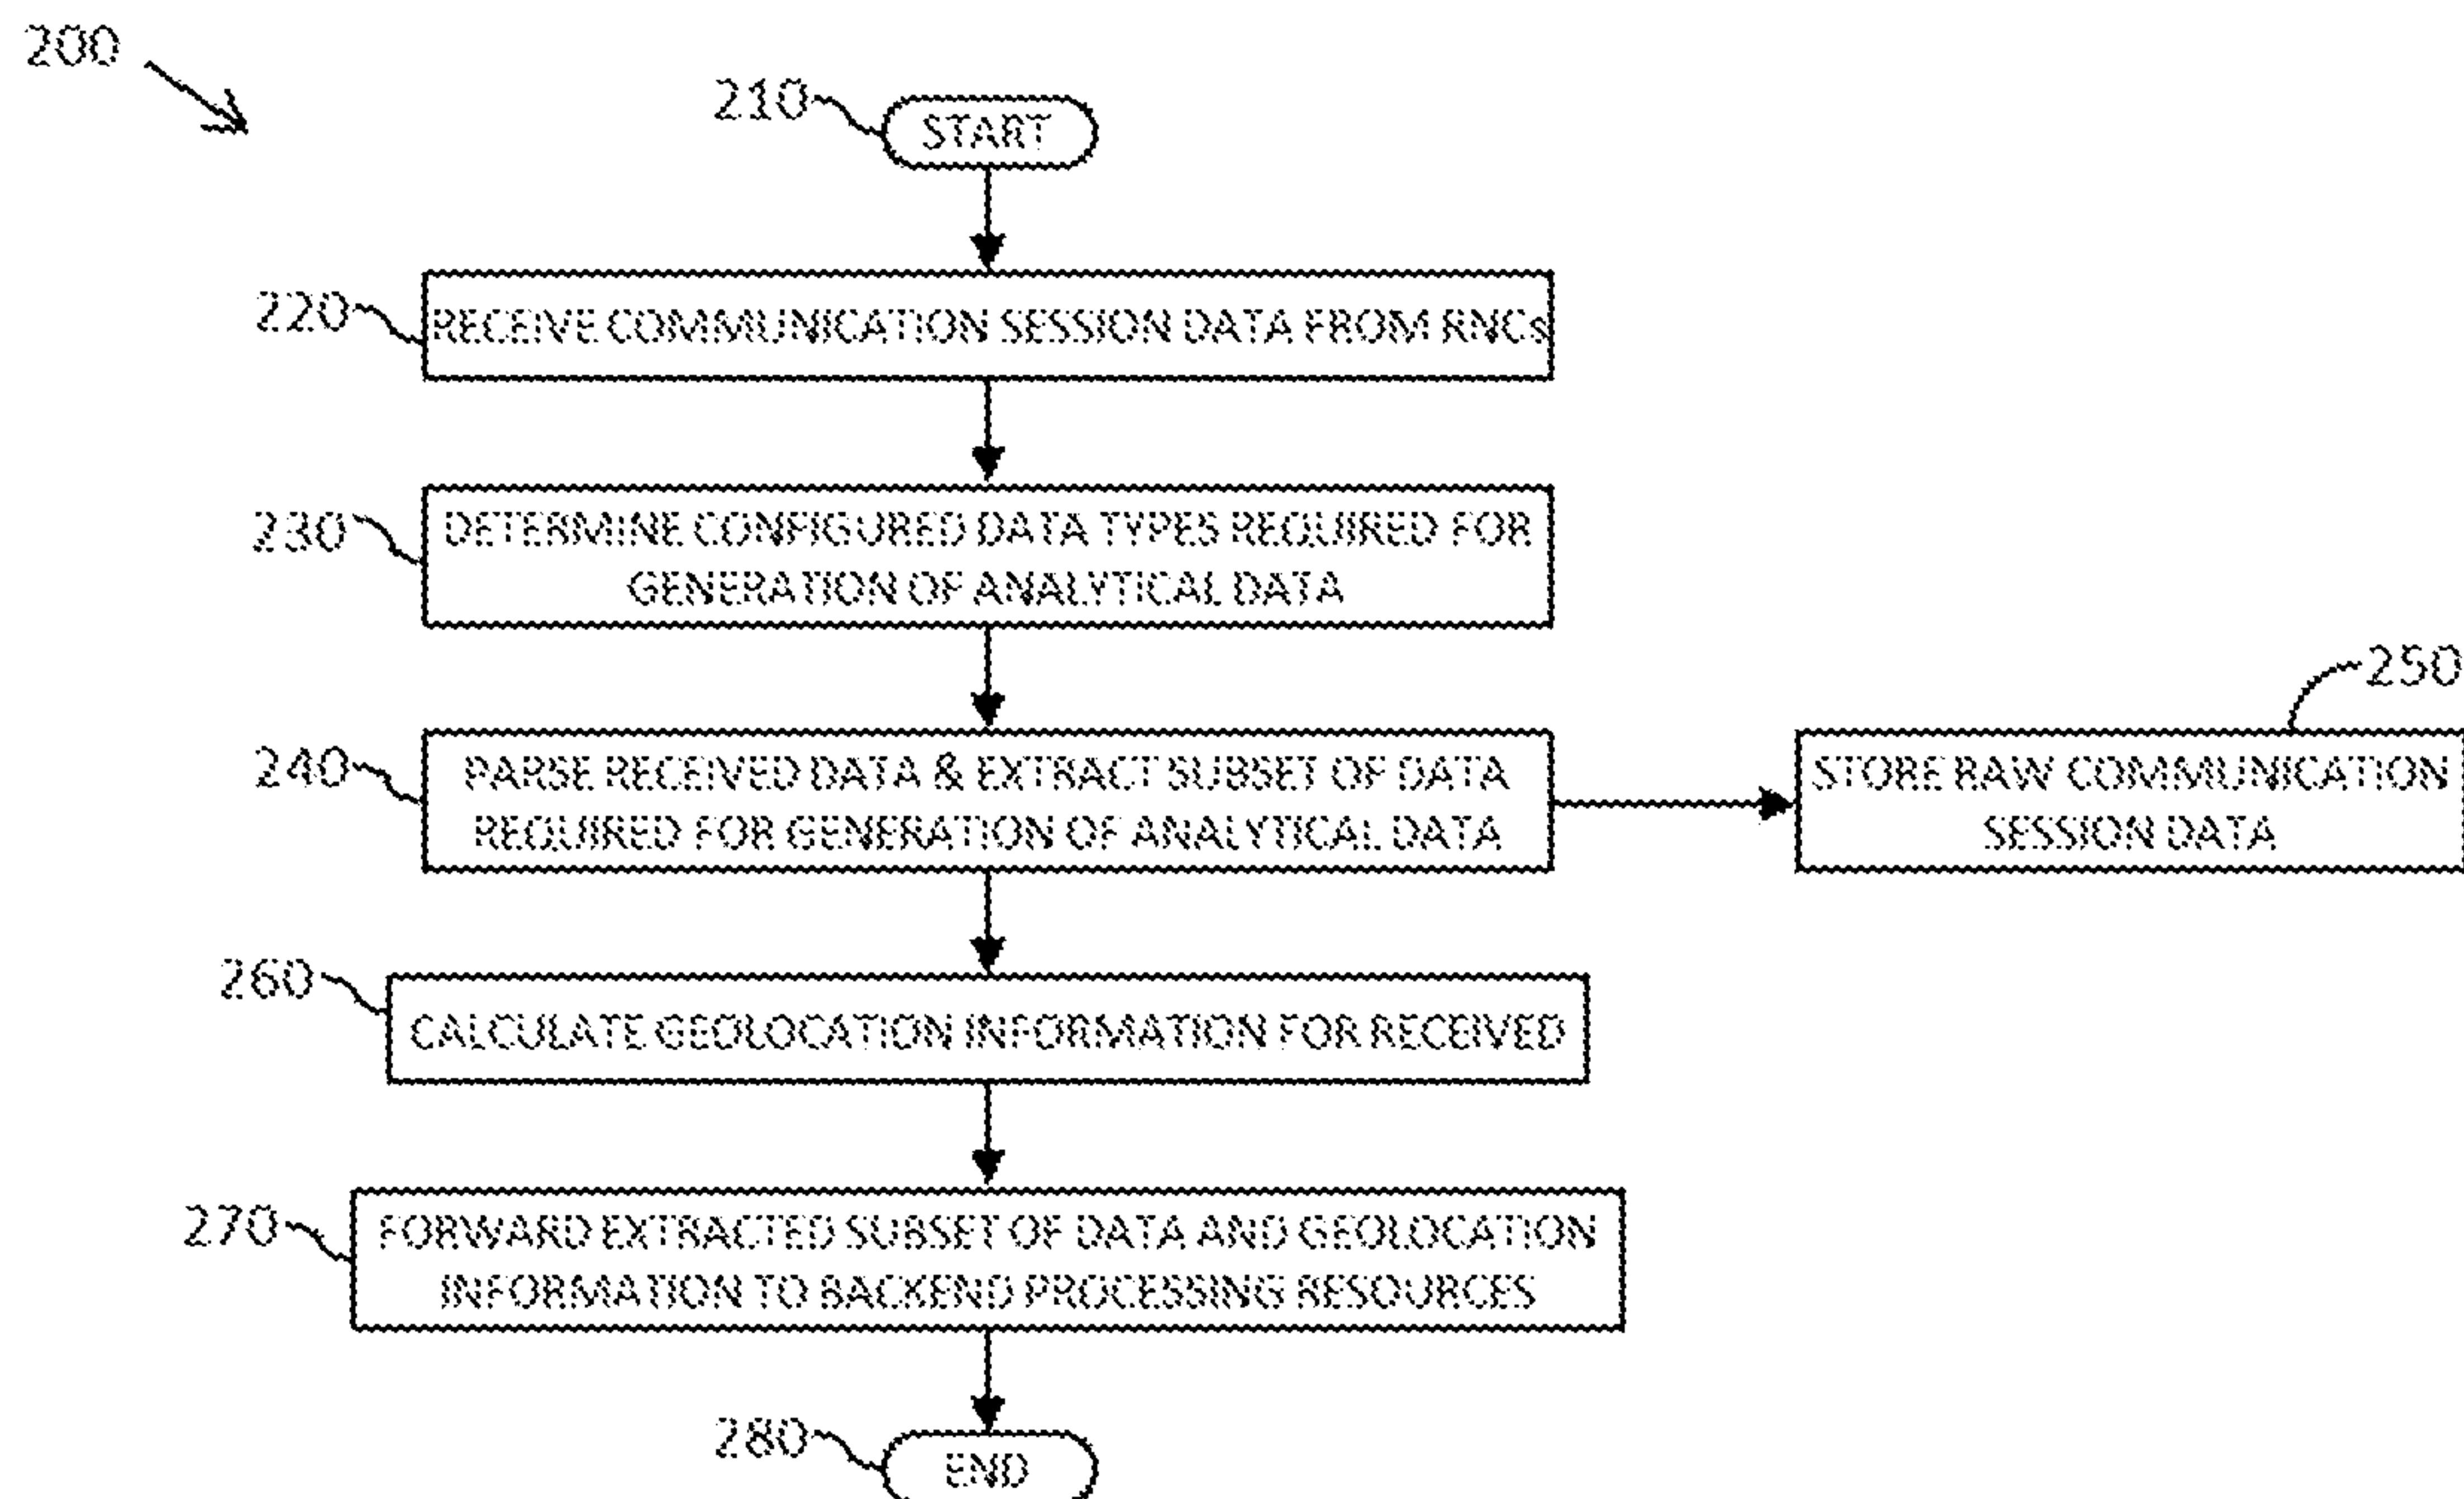 200
210
START
220
RECEIVE COMMUNICATION SESSION DATA FROM RNCs
230
DETERMINE CONFIGURED DATA TYPES REQUIRED FOR
GENERATION OF ANALYTICAL DATA
240
PARSE RECEIVED DATA & EXTRACT SUBSET OF DATA
REQUIRED FOR GENERATION OF ANALYTICAL DATA
250
STORE RAW COMMUNICATION
SESSION DATA
260
CALCULATE GEOLOCATION INFORMATION FOR RECEIVED
270
FORWARD EXTRACTED SUBSET OF DATA AND GEOLOCATION
INFORMATION TO BACKEND PROCESSING RESOURCES
280
END